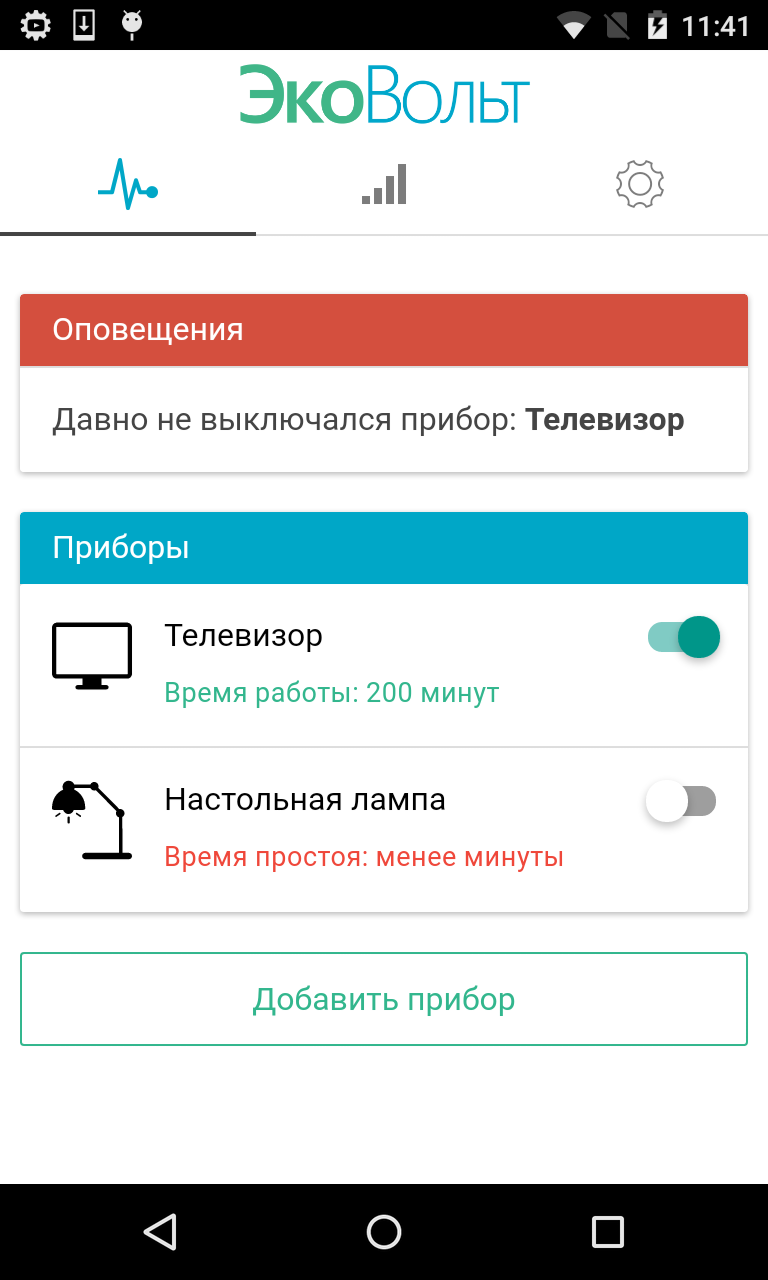 11:41
ЭкоВольт
Оповещения
Давно не выключался прибор: Телевизор
Приборы
Телевизор
Время работы: 200 минут
Настольная лампа
Время простоя: менее минуты
Добавить прибор